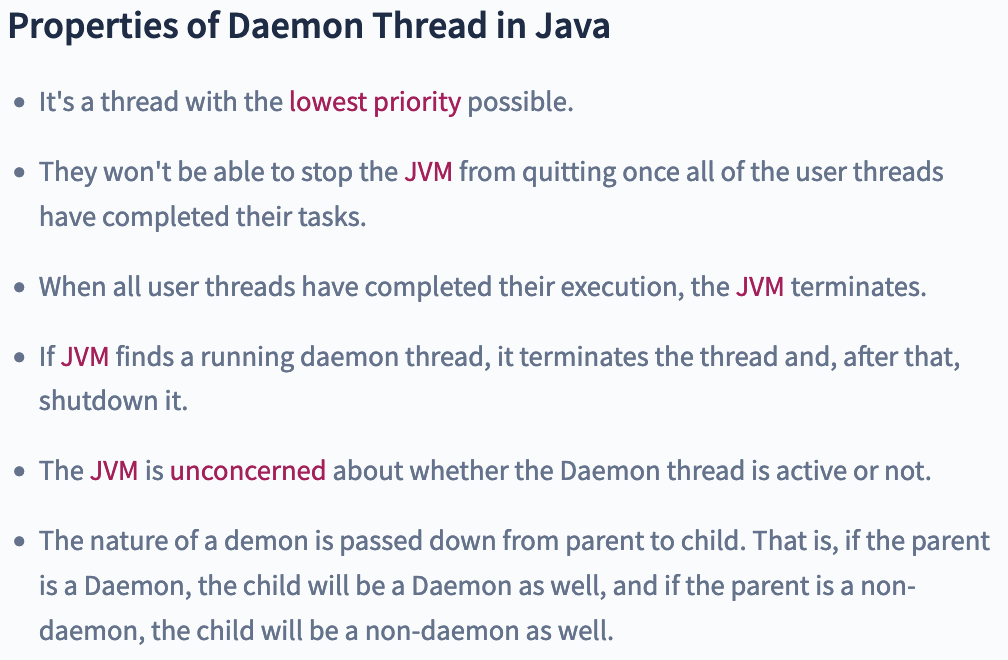 Properties of Daemon Thread in Java
• It's a thread with the lowest priority possible.
• They won't be able to stop the JVM from quitting once all of the user threads
have completed their tasks.
• When all user threads have completed their execution, the JVM terminates.
• If JVM finds a running daemon thread, it terminates the thread and, after that,
shutdown it.
• The JVM is unconcerned about whether the Daemon thread is active or not.
• The nature of a demon is passed down from parent to child. That is, if the parent
is a Daemon, the child will be a Daemon as well, and if the parent is a non-
daemon, the child will be a non-daemon as well.